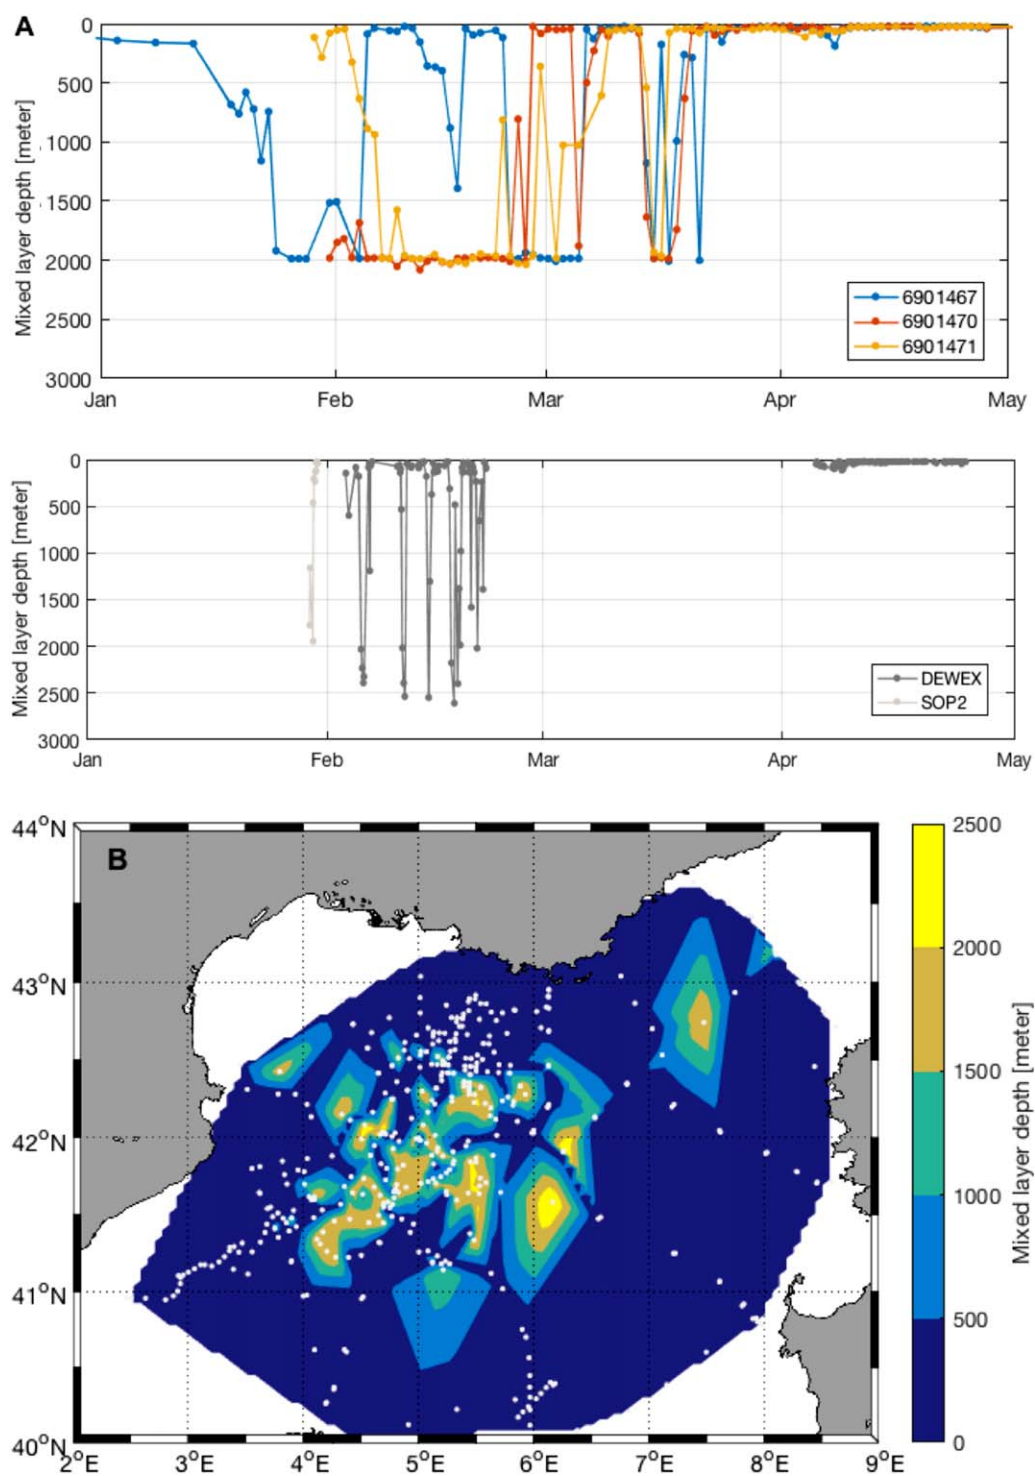 A
Mixed layer depth [meter]
0
500
1000
1500
2000
2500
3000
Jan
Feb
Mar
Apr
May
6901467
6901470
6901471
Mixed layer depth [meter]
0
500
1000
1500
2000
2500
3000
Jan
Feb
Mar
Apr
May
DEWEX
SOP2
B
44°N
43°N
42°N
41°N
40°N
2°E
3°E
4°E
5°E
6°E
7°E
8°E
9°E
2500
2000
1500
1000
500
0
Mixed layer depth [meter]